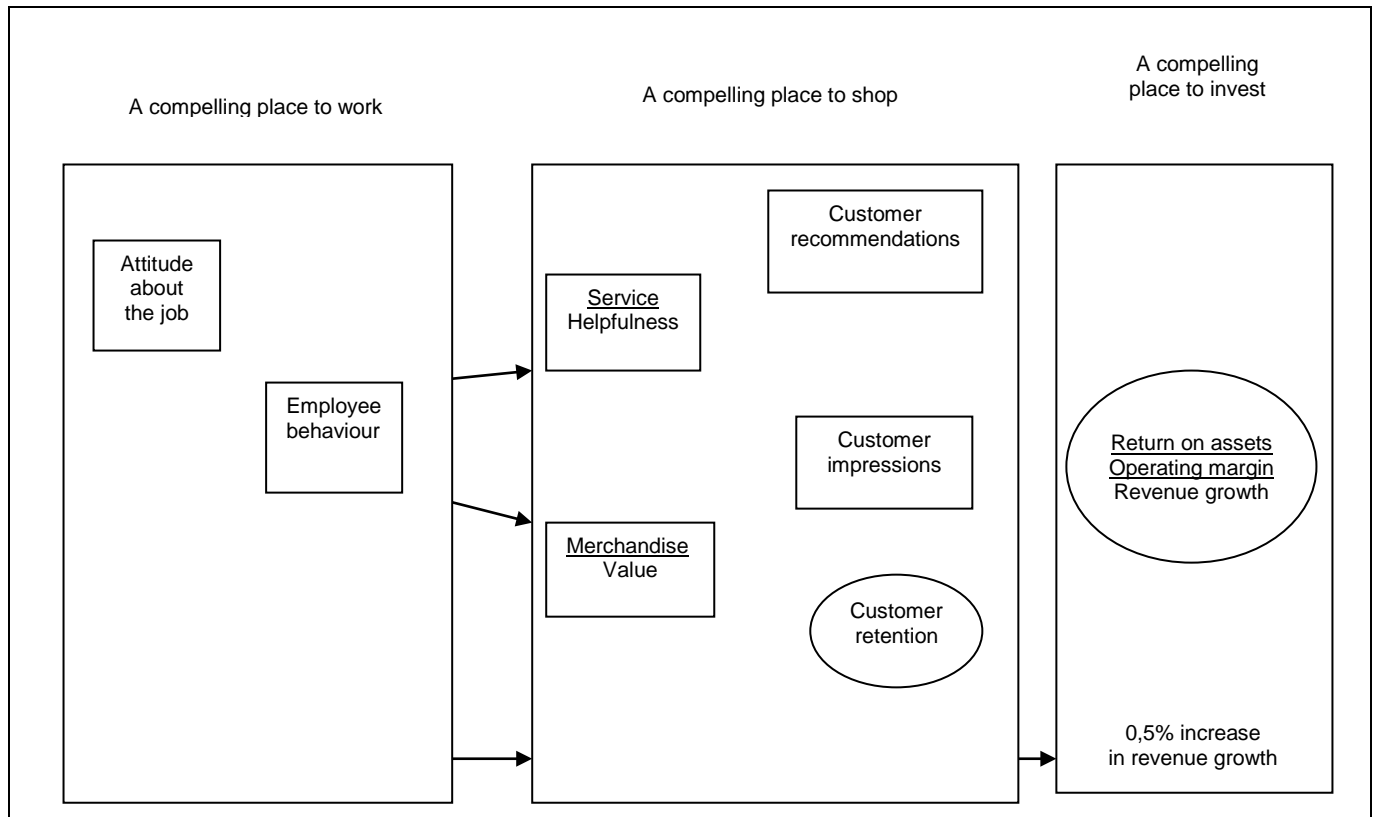 A compelling place to work
A compelling place to shop
A compelling
place to invest
Attitude
about
the job
Employee
behaviour
Service
Helpfulness
Merchandise
Value
Customer
recommendations
Customer
impressions
Customer
retention
Return on assets
Operating margin
Revenue growth
0,5% increase
in revenue growth